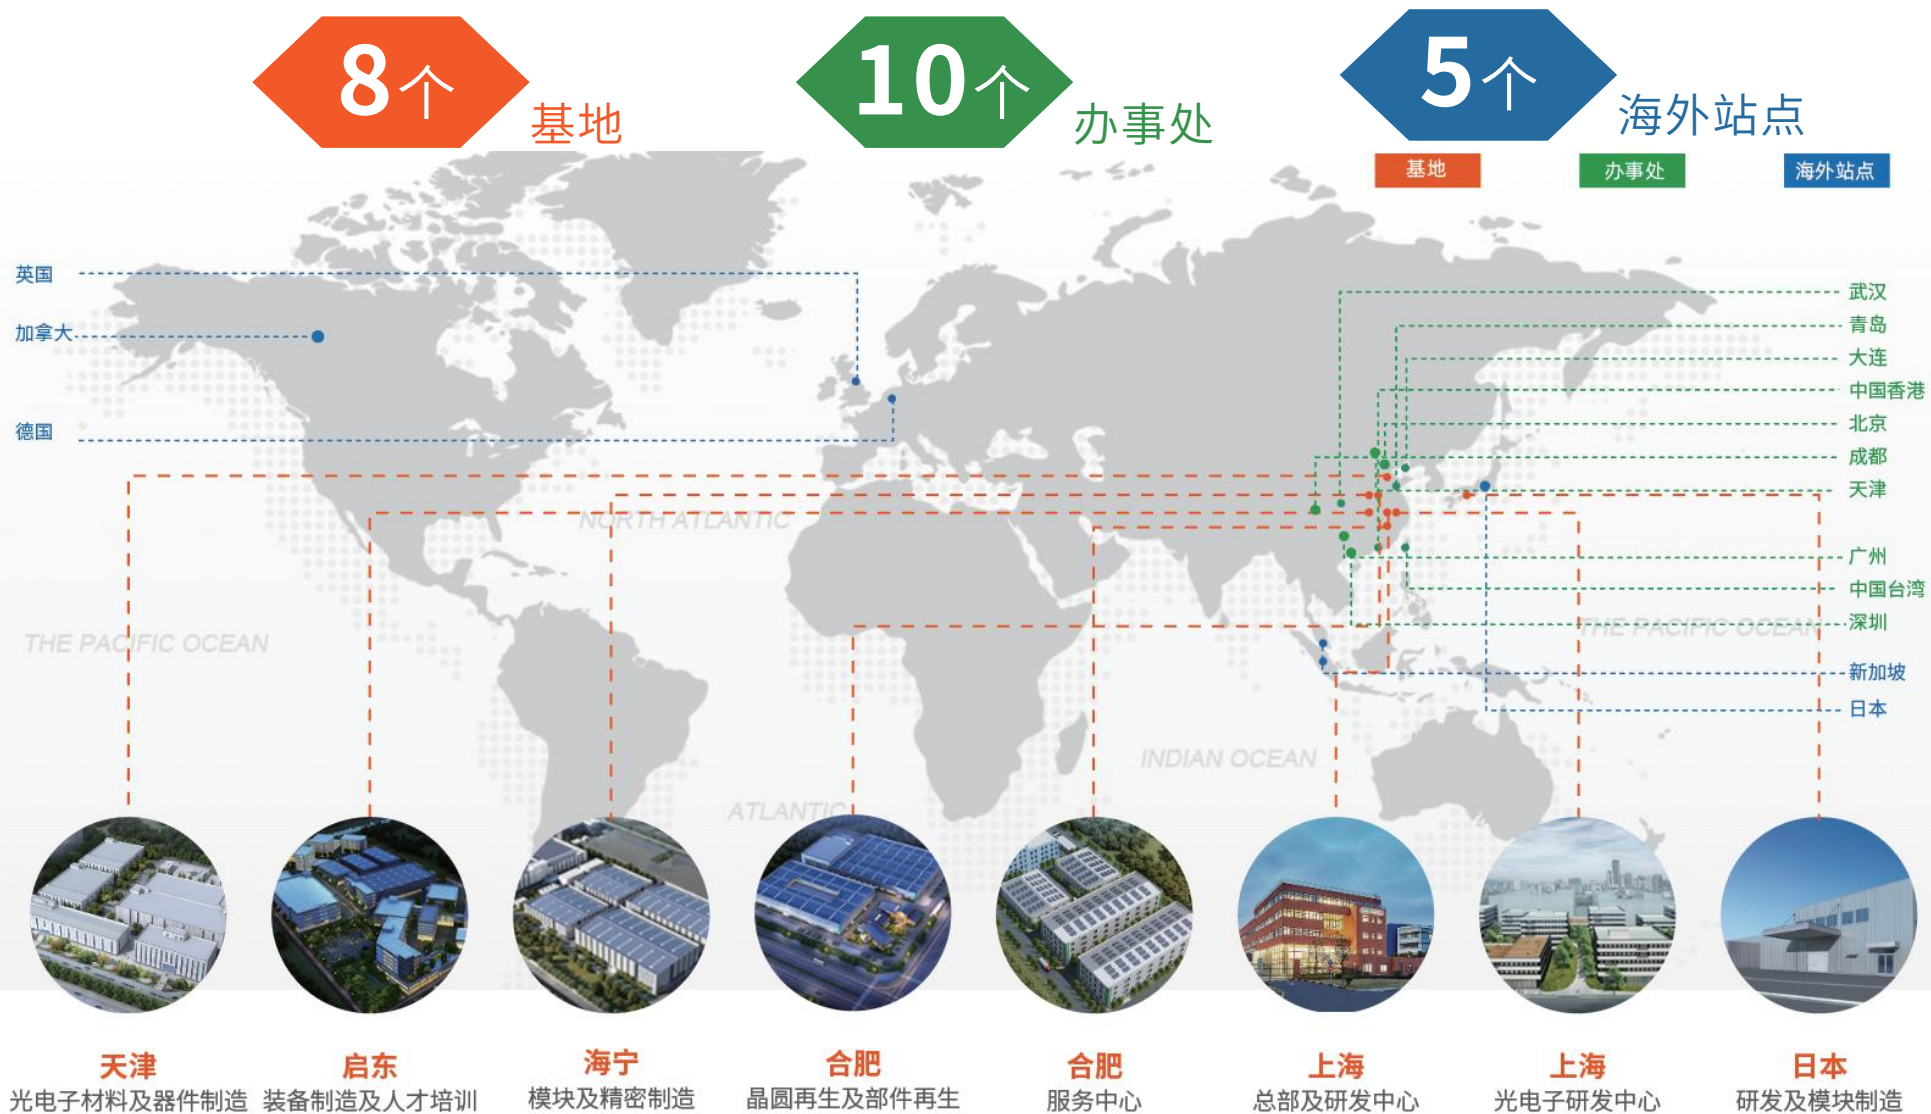 8个
基地
10个
办事处
5个
海外站点
基地
办事处
海外站点
英国
加拿大
德国
武汉
青岛
大连
中国香港
北京
成都
天津
广州
中国台湾
深圳
新加坡
日本
NORTH ATLANTIC
THE PACIFIC OCEAN
THE PACIFIC OCEAN
INDIAN OCEAN
ATLANTIC
天津
光电子材料及器件制造
启东
装备制造及人才培训
海宁
模块及精密制造
合肥
晶圆再生及部件再生
合肥
服务中心
上海
总部及研发中心
上海
光电子研发中心
日本
研发及模块制造